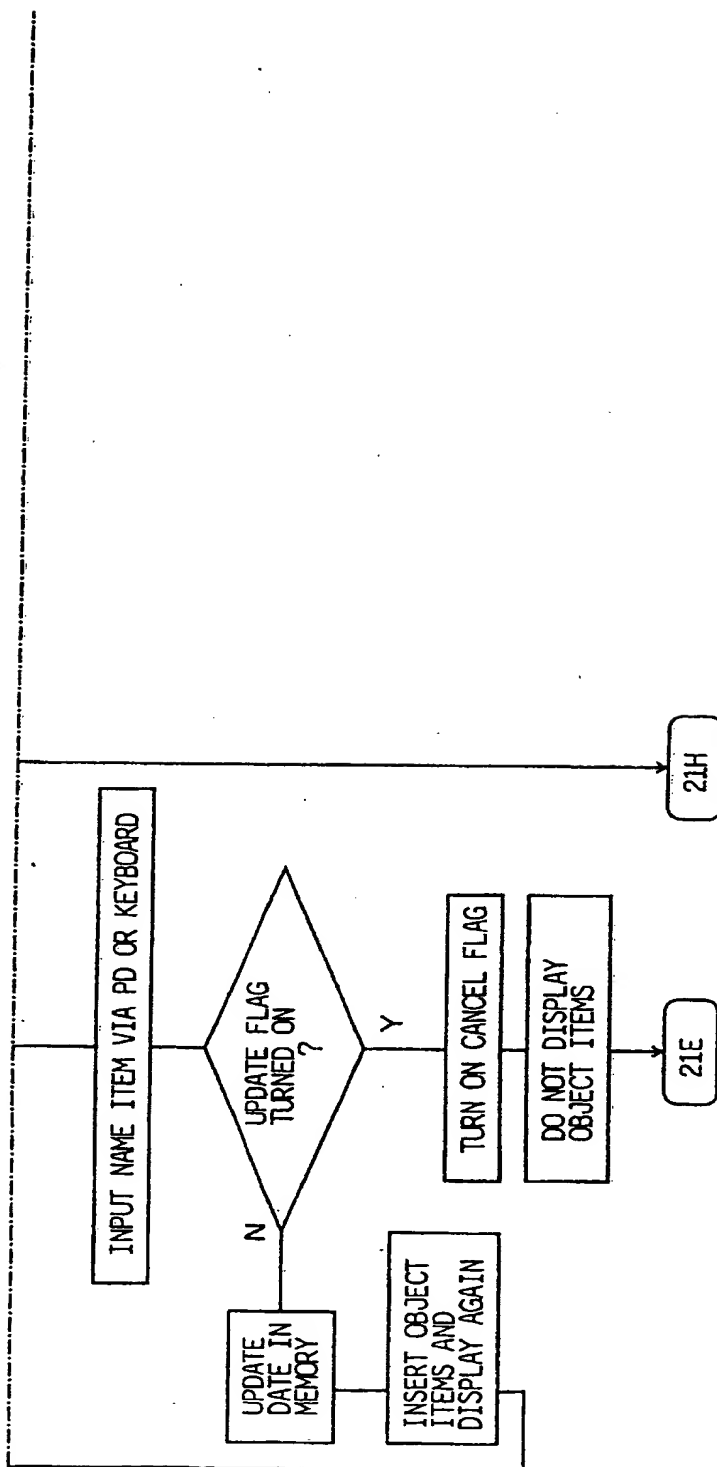 INPUT NAME ITEM VIA PD OR KEYBOARD
UPDATE FLAG
TURNED ON
?
N
Y
UPDATE
DATE IN
MEMORY
INSERT OBJECT
ITEMS AND
DISPLAY AGAIN
TURN ON CANCEL FLAG
DO NOT DISPLAY
OBJECT ITEMS
21E
21H